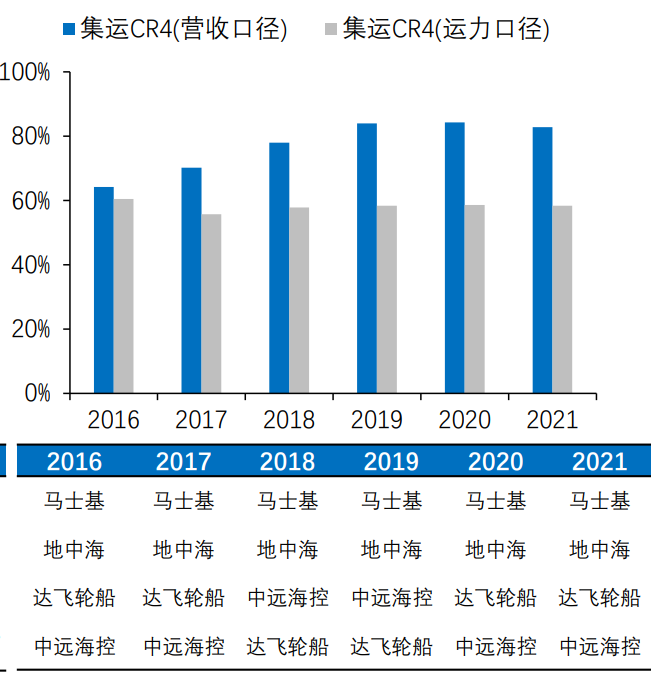 集运CR4(营收口径) 集运CR4(运力口径)
100%
80%
60%
40%
20%
0%
2016 2017 2018 2019 2020 2021
2016 2017 2018 2019 2020 2021
马士基 马士基 马士基 马士基 马士基 马士基
地中海 地中海 地中海 地中海 地中海 地中海
达飞轮船 达飞轮船 中远海控 中远海控 达飞轮船 达飞轮船
中远海控 中远海控 达飞轮船 达飞轮船 中远海控 中远海控